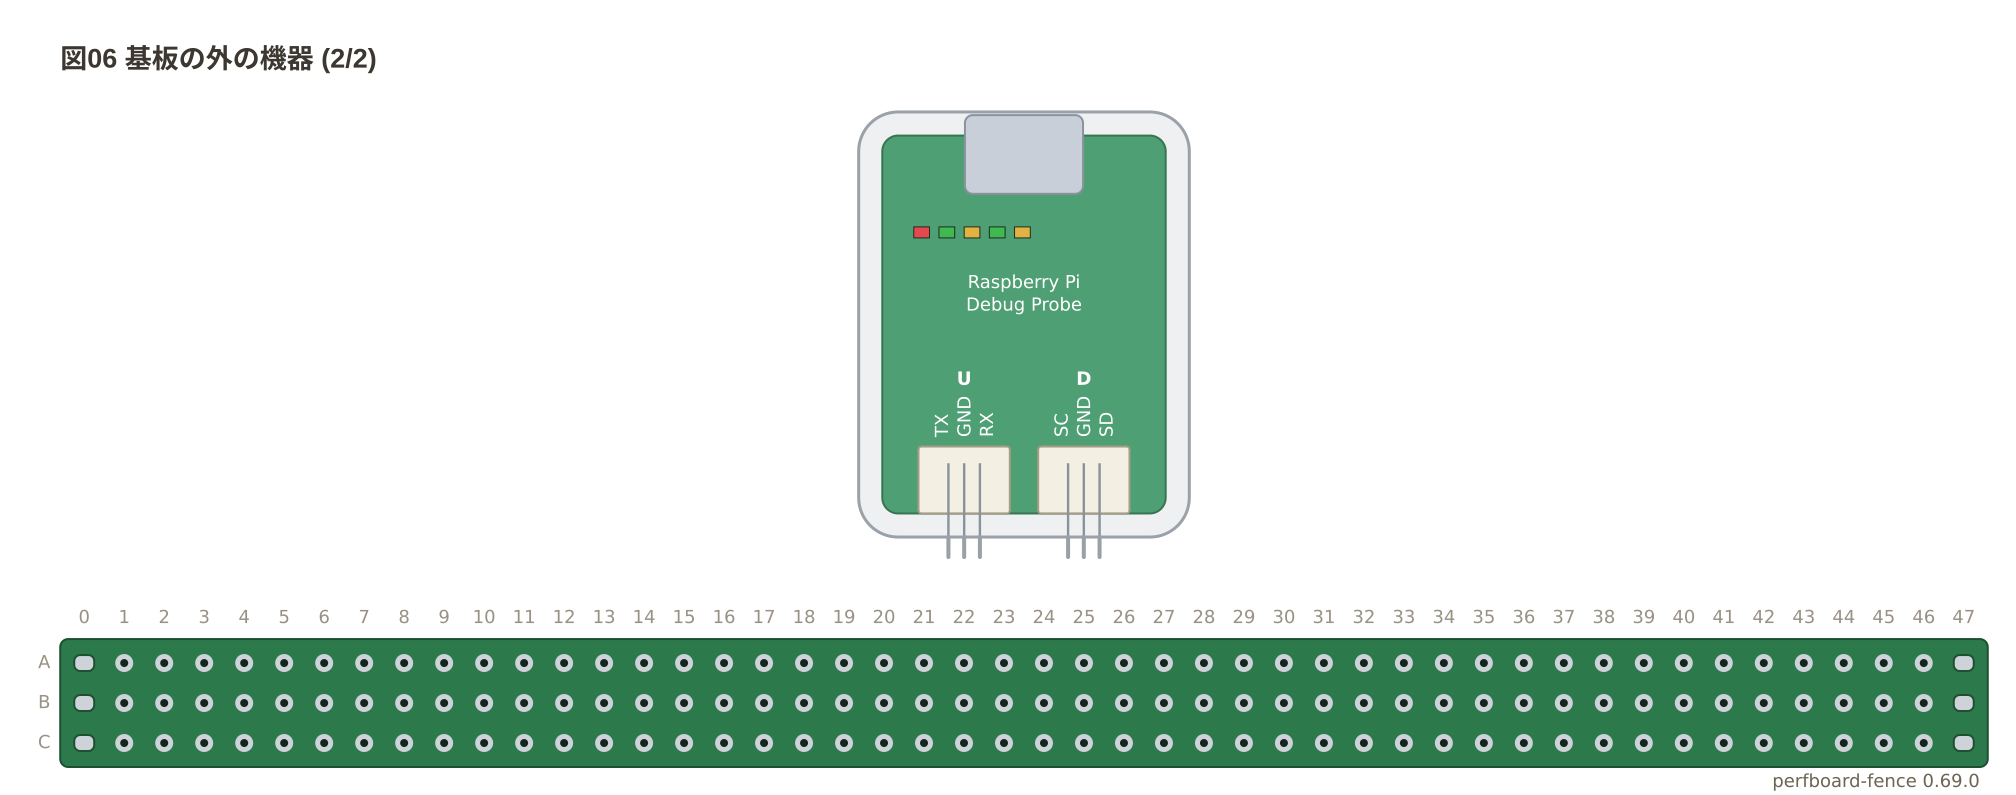 図06 基板の外の機器 (2/2)
Raspberry Pi
Debug Probe
U D
TX GND RX SC GND SD
0 1 2 3 4 5 6 7 8 9 10 11 12 13 14 15 16 17 18 19 20 21 22 23 24 25 26 27 28 29 30 31 32 33 34 35 36 37 38 39 40 41 42 43 44 45 46 47
A
B
C
perfboard-fence 0.69.0